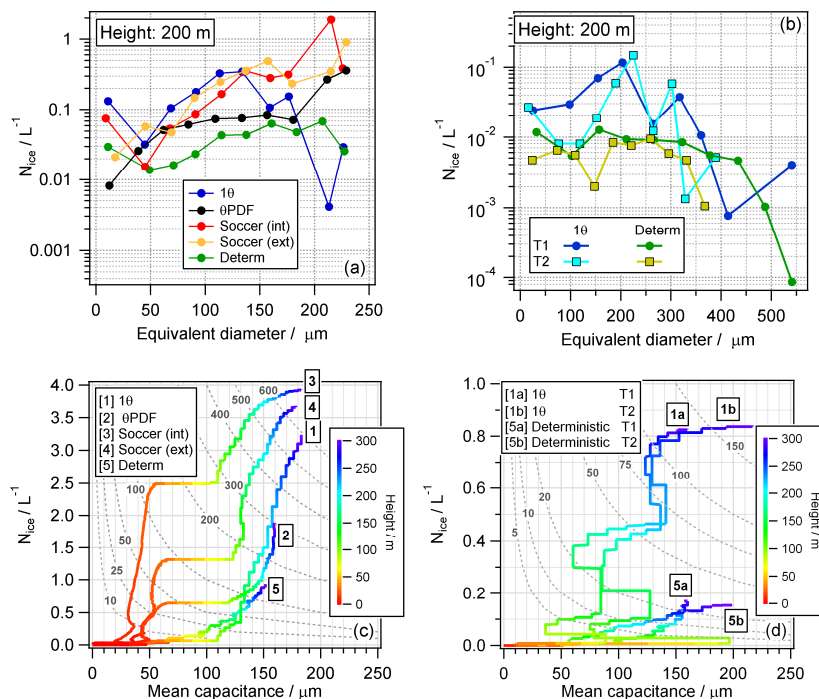 Height: 200 m
1
0.1
0.01
0.001
N_ice / L⁻¹
1θ
θPDF
Soccer (int)
Soccer (ext)
Determ
(a)
0
50
100
150
200
250
Equivalent diameter / μm
Height: 200 m
(b)
10⁻¹
10⁻²
10⁻³
10⁻⁴
N_ice / L⁻¹
1θ Determ
T1
T2
0
100
200
300
400
500
Equivalent diameter / μm
[1] 1θ
[2] θPDF
[3] Soccer (int)
[4] Soccer (ext)
[5] Determ
4.0
3.5
3.0
2.5
2.0
1.5
1.0
0.5
0.0
N_ice / L⁻¹
10
25
50
100
200
300
400
500
600
3
4
1
2
5
300
250
200
150
100
50
0
Height / m
(c)
0
50
100
150
200
250
Mean capacitance / μm
[1a] 1θ T1
[1b] 1θ T2
[5a] Deterministic T1
[5b] Deterministic T2
1.0
0.8
0.6
0.4
0.2
0.0
N_ice / L⁻¹
5
10
20
50
75
100
150
1a
1b
5a
5b
300
250
200
150
100
50
0
Height / m
(d)
0
50
100
150
200
250
Mean capacitance / μm